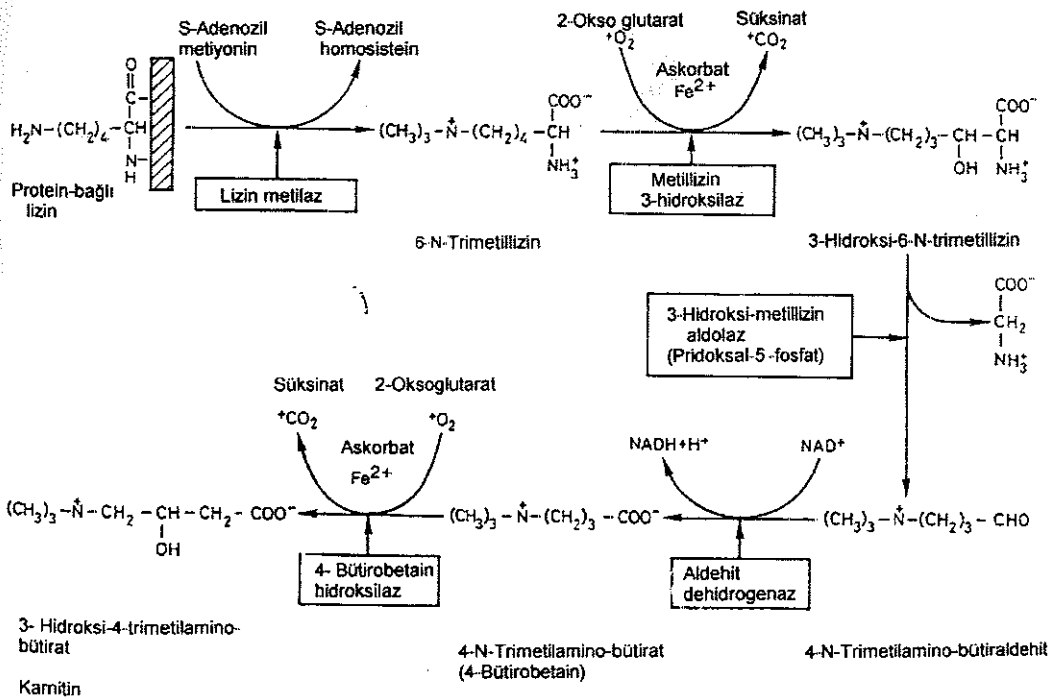 S-Adenozil
metiyonin
S-Adenozil
homosistein
2-Okso glutarat
+O2
Süksinat
+CO2
Askorbat
Fe2+
O
C-
H2N-(CH2)4-CH
N-
H
(CH3)3-N+-(CH2)4-CH
COO-
NH3+
(CH3)3-N+-(CH2)3-CH-CH
COO-
OH NH3+
Protein-bağlı
lizin
Lizin metilaz
Metillizin
3-hidroksilaz
6-N-Trimetillizin
3-Hidroksi-6-N-trimetillizin
3-Hidroksi-metillizin
aldolaz
(Pridoksal-5-fosfat)
COO-
CH2
NH3+
Süksinat 2-Oksoglutarat
+CO2
+O2
Askorbat
Fe2+
NADH+H+
NAD+
(CH3)3-N+-CH2-CH-CH2-COO-
OH
(CH3)3-N+-(CH2)3-COO-
(CH3)3-N+-(CH2)3-CHO
4- Bütirobetain
hidroksilaz
Aldehit
dehidrogenaz
3- Hidroksi-4-trimetilamino-
bütirat
Karnitin
4-N-Trimetilamino-bütirat
(4-Bütirobetain)
4-N-Trimetilamino-bütiraldehit